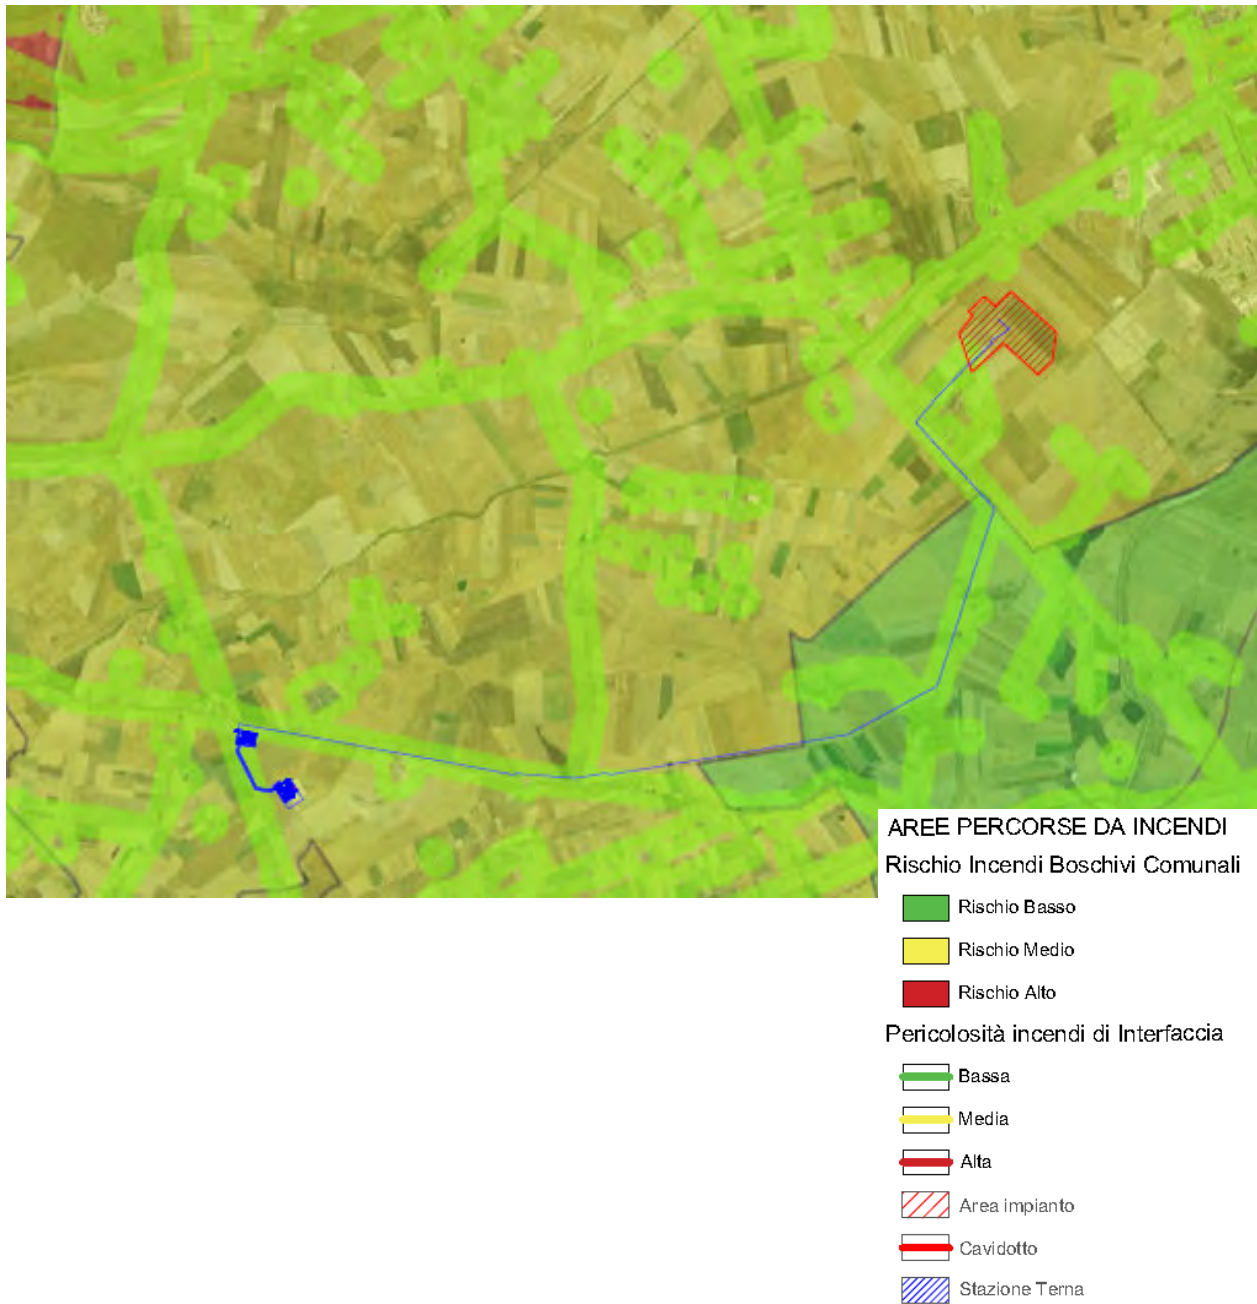 AREE PERCORSE DA INCENDI
Rischio Incendi Boschivi Comunali
Rischio Basso
Rischio Medio
Rischio Alto
Pericolosità incendi di Interfaccia
Bassa
Media
Alta
Area impianto
Cavidotto
Stazione Terna